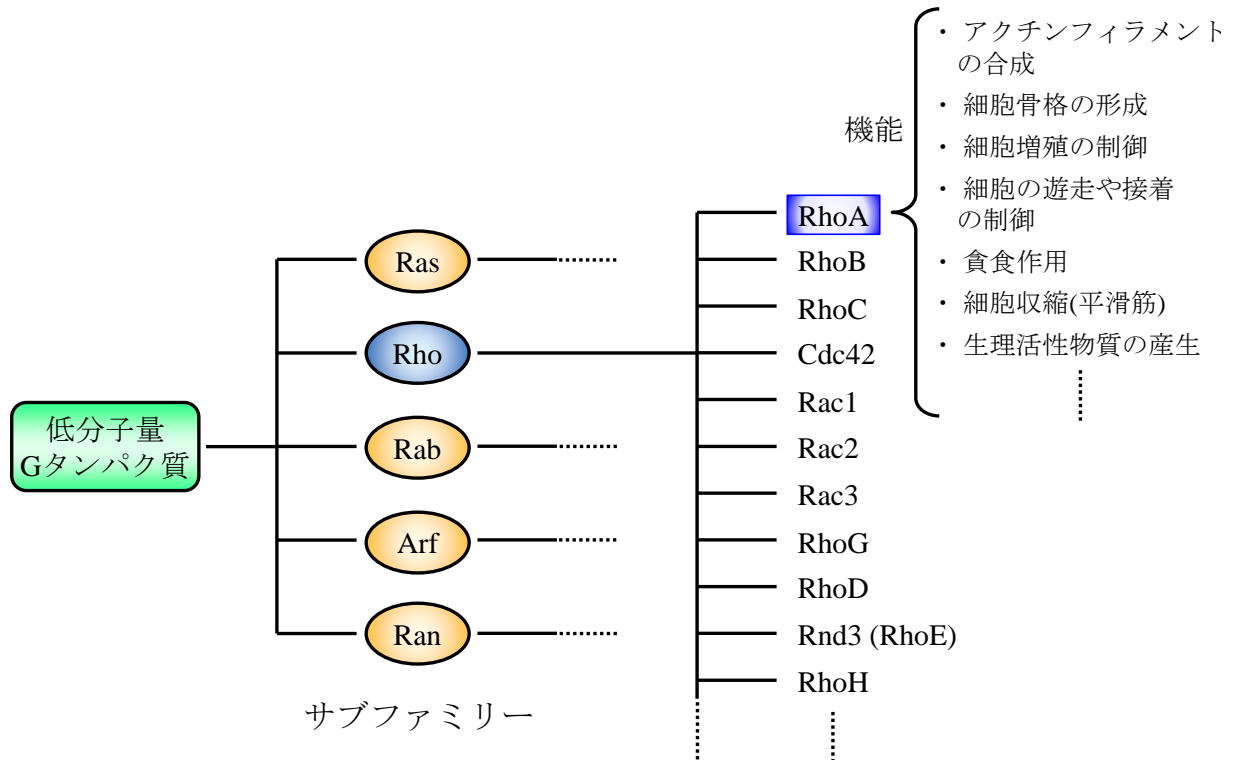 低分子量
Gタンパク質
Ras
Rho
Rab
Arf
Ran
サブファミリー
RhoA
RhoB
RhoC
Cdc42
Rac1
Rac2
Rac3
RhoG
RhoD
Rnd3 (RhoE)
RhoH
機能
・ アクチンフィラメント
の合成
・ 細胞骨格の形成
・ 細胞増殖の制御
・ 細胞の遊走や接着
の制御
・ 貪食作用
・ 細胞収縮(平滑筋)
・ 生理活性物質の産生